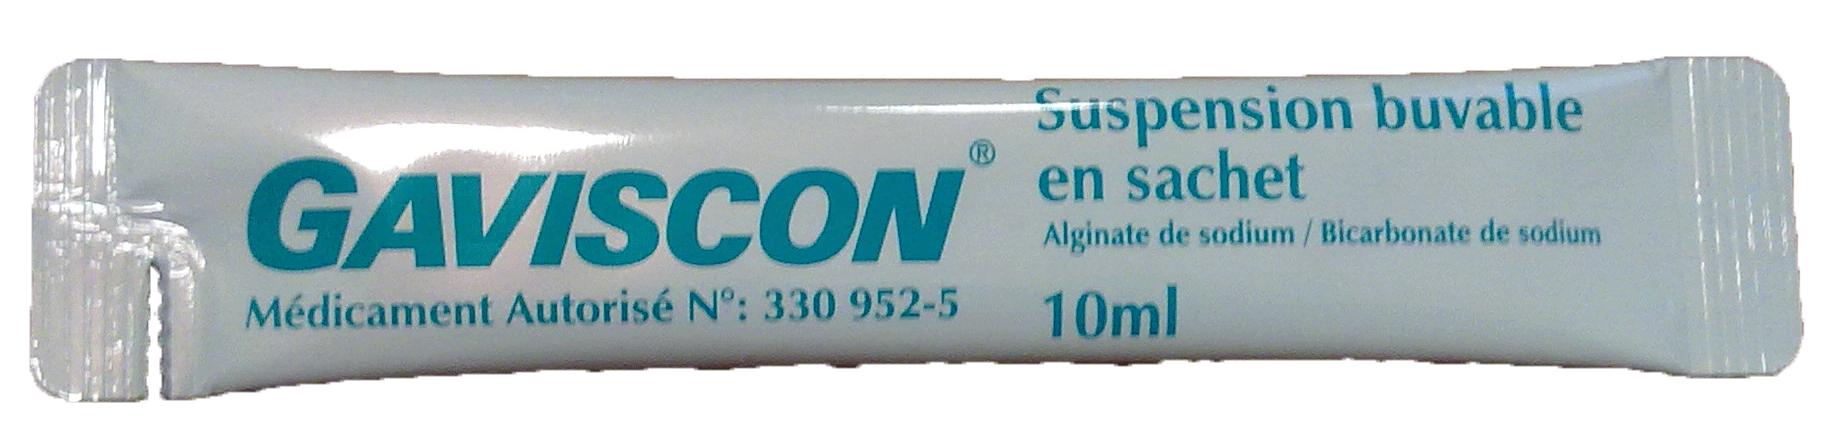 GAVISCON®
Médicament Autorisé N°: 330 952-5
Suspension buvable
en sachet
Alginate de sodium / Bicarbonate de sodium
10ml